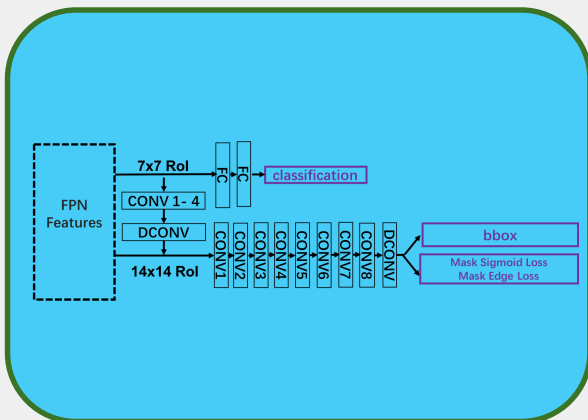 FPN
Features
7x7 RoI
CONV 1- 4
DCONV
14x14 RoI
FC
FC
classification
CONV1
CONV2
CONV3
CONV4
CONV5
CONV6
CONV7
CONV8
DCONV
bbox
Mask Sigmoid Loss
Mask Edge Loss